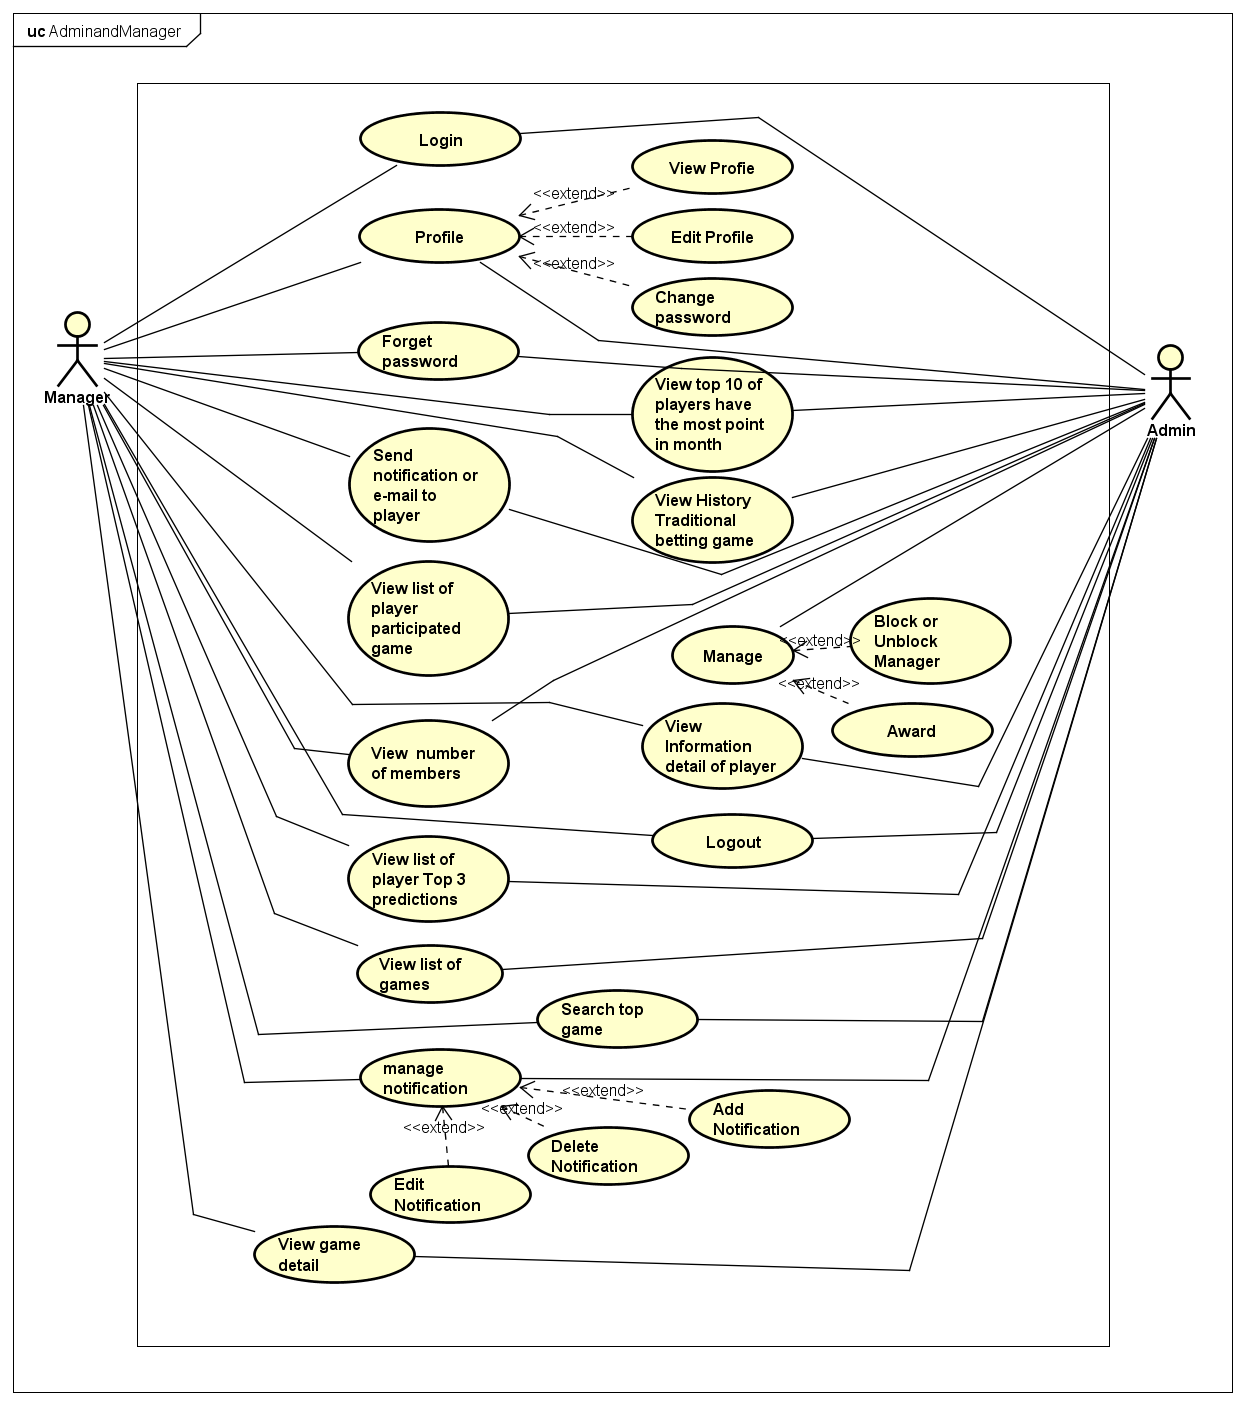 uc AdminandManager
Login
View Profie
<<extend>>
Profile
<<extend>>
Edit Profile
<<extend>>
Change
password
Manager
Forget
password
View top 10 of
players have
the most point
in month
Admin
Send
notification or
e-mail to
player
View History
Traditional
betting game
View list of
player
participated
game
Manage
<<extend>>
Block or
Unblock
Manager
<<extend>>
Award
View number
of members
View
Information
detail of player
Logout
View list of
player Top 3
predictions
View list of
games
Search top
game
manage
notification
<<extend>>
Add
Notification
<<extend>>
Delete
Notification
<<extend>>
Edit
Notification
View game
detail